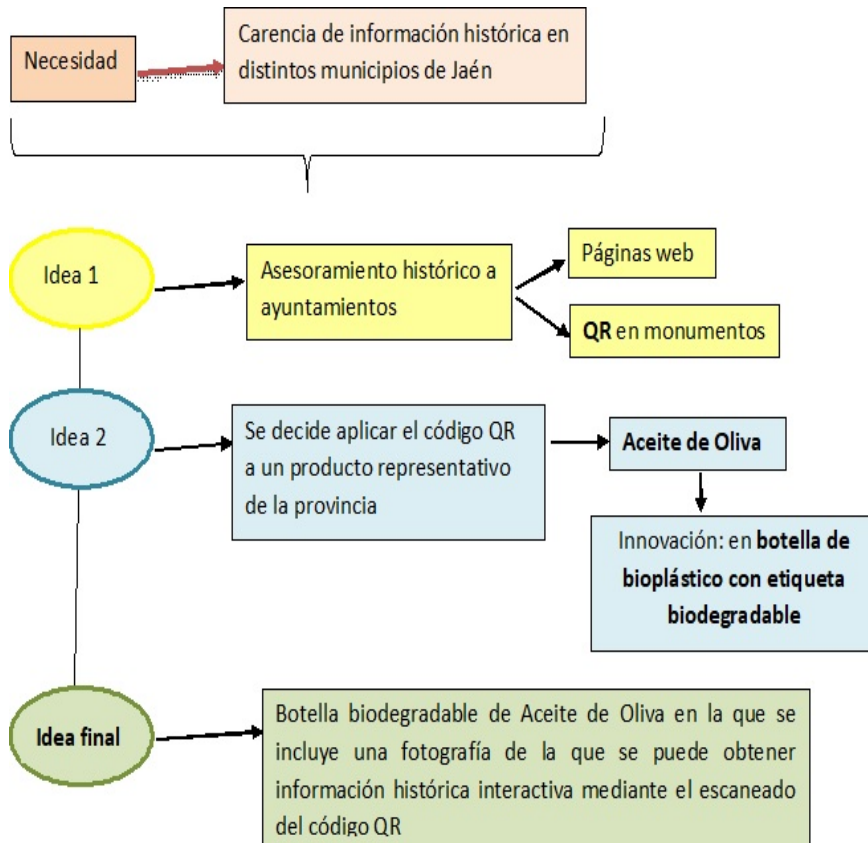 Necesidad
Carencia de información histórica en
distintos municipios de Jaén
Idea 1
Asesoramiento histórico a
ayuntamientos
Páginas web
QR en monumentos
Idea 2
Se decide aplicar el código QR
a un producto representativo
de la provincia
Aceite de Oliva
Innovación: en botella de
bioplástico con etiqueta
biodegradable
Idea final
Botella biodegradable de Aceite de Oliva en la que se
incluye una fotografía de la que se puede obtener
información histórica interactiva mediante el escaneado
del código QR